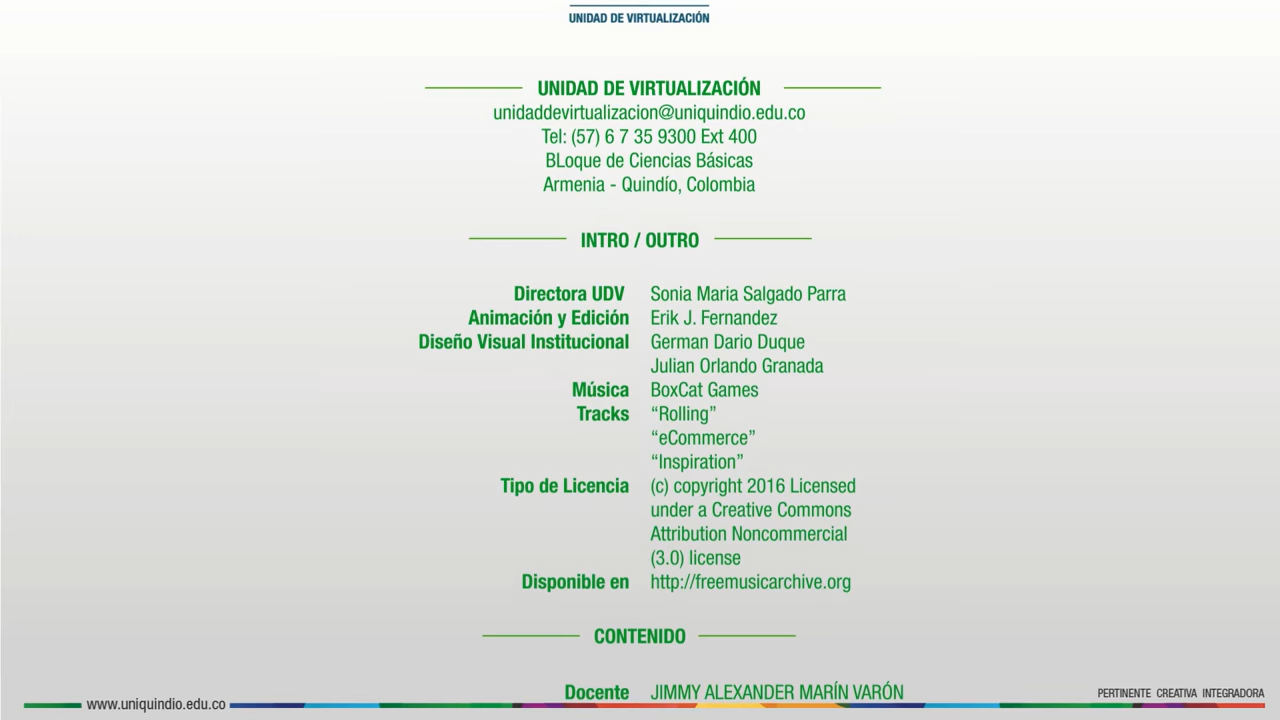 UNIDAD DE VIRTUALIZACIÓN
UNIDAD DE VIRTUALIZACIÓN
unidaddevirtualizacion@uniquindio.edu.co
Tel: (57) 6 7 35 9300 Ext 400
BLoque de Ciencias Básicas
Armenia - Quindío, Colombia
INTRO / OUTRO
Directora UDV Sonia Maria Salgado Parra
Animación y Edición Erik J. Fernandez
Diseño Visual Institucional German Dario Duque
Julian Orlando Granada
Música BoxCat Games
Tracks “Rolling”
“eCommerce”
“Inspiration”
Tipo de Licencia (c) copyright 2016 Licensed
under a Creative Commons
Attribution Noncommercial
(3.0) license
Disponible en http://freemusicarchive.org
CONTENIDO
Docente JIMMY ALEXANDER MARÍN VARÓN
www.uniquindio.edu.co
PERTINENTE CREATIVA INTEGRADORA